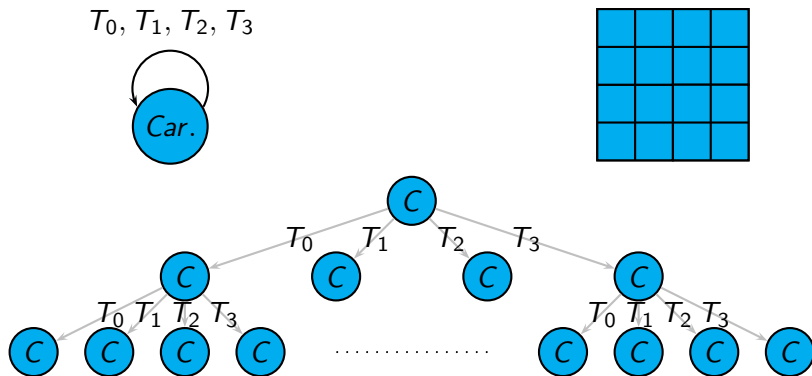 T₀, T₁, T₂, T₃
Car.
C
T₀ T₁ T₂ T₃
C C C C
T₀ T₁ T₂ T₃ T₀ T₁ T₂ T₃
C C C C ................ C C C C